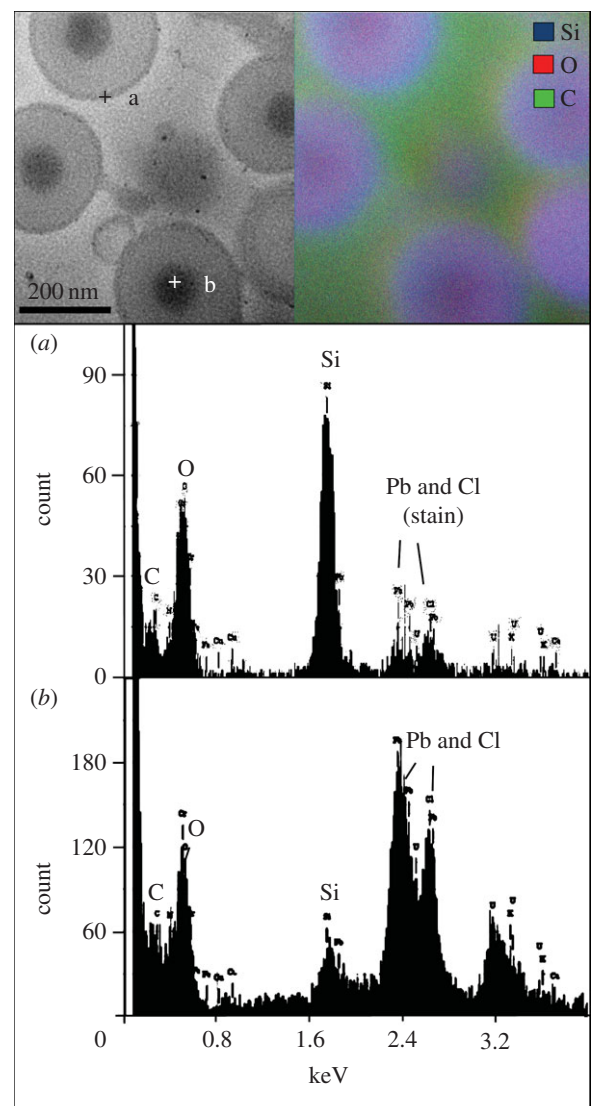 Si
O
C
a
b
200 nm
(a)
Si
90
O
Pb and Cl
(stain)
60
count
C
30
0
(b)
180
Pb and Cl
O
120
count
C
Si
60
0
0.8
1.6
2.4
3.2
keV